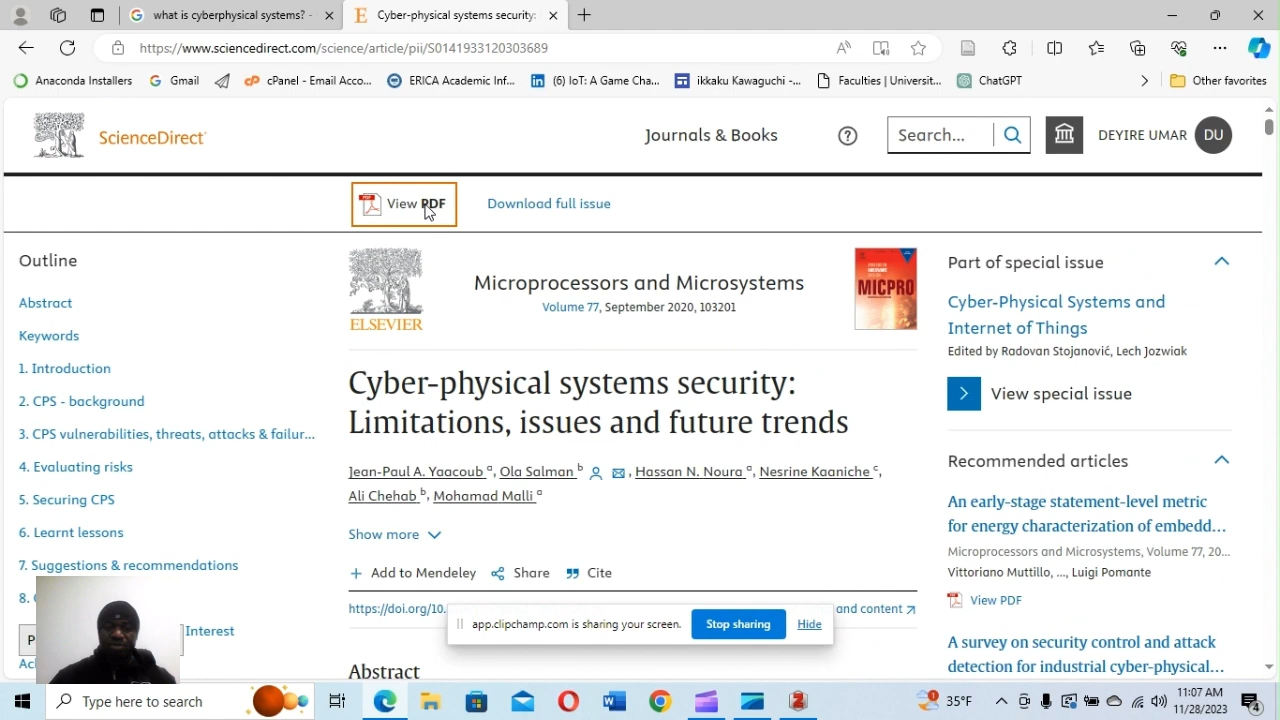 what is cyberphysical systems? -
Cyber-physical systems security:
https://www.sciencedirect.com/science/article/pii/S0141933120303689
Anaconda Installers
Gmail
cPanel - Email Acco...
ERICA Academic Inf...
(6) IoT: A Game Cha...
ikkaku Kawaguchi -...
Faculties | Universit...
ChatGPT
Other favorites
ScienceDirect
Journals & Books
Search...
DEYIRE UMAR
DU
View PDF
Download full issue
Outline
Abstract
Keywords
1. Introduction
2. CPS - background
3. CPS vulnerabilities, threats, attacks & failur...
4. Evaluating risks
5. Securing CPS
6. Learnt lessons
7. Suggestions & recommendations
8.
Interest
ELSEVIER
Microprocessors and Microsystems
Volume 77, September 2020, 103201
MICPRO
Cyber-physical systems security:
Limitations, issues and future trends
Jean-Paul A. Yaacoub a, Ola Salman b, Hassan N. Noura a, Nesrine Kaaniche c,
Ali Chehab b, Mohamad Malli a
Show more
Add to Mendeley
Share
Cite
https://doi.org/10.
and content
Abstract
Part of special issue
Cyber-Physical Systems and
Internet of Things
Edited by Radovan Stojanović, Lech Jozwiak
View special issue
Recommended articles
An early-stage statement-level metric
for energy characterization of embedd...
Microprocessors and Microsystems, Volume 77, 20...
Vittoriano Muttillo, ..., Luigi Pomante
View PDF
A survey on security control and attack
detection for industrial cyber-physical...
app.clipchamp.com is sharing your screen.
Stop sharing
Hide
Type here to search
35°F
11:07 AM
11/28/2023
4